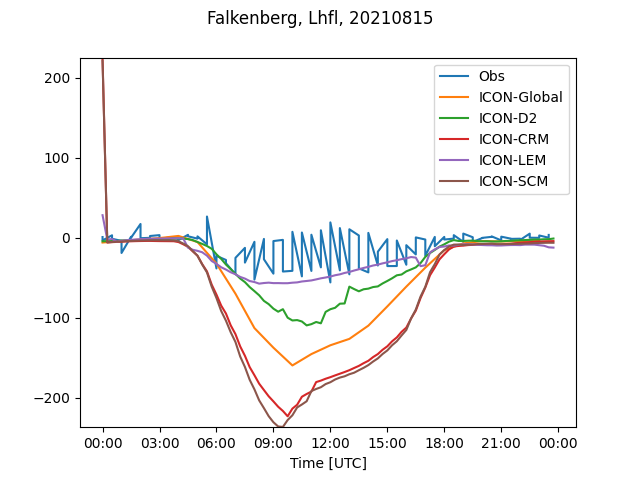 Falkenberg, Lhfl, 20210815
Obs
ICON-Global
ICON-D2
ICON-CRM
ICON-LEM
ICON-SCM
200
100
0
−100
−200
00:00 03:00 06:00 09:00 12:00 15:00 18:00 21:00 00:00
Time [UTC]